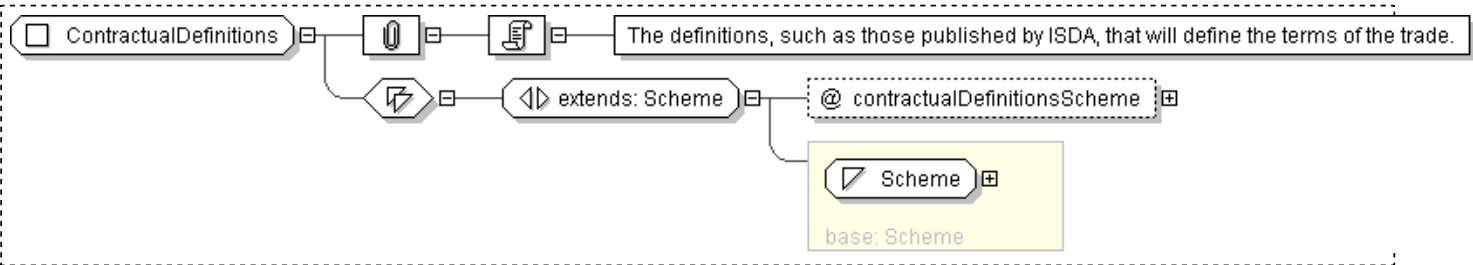 ContractualDefinitions
The definitions, such as those published by ISDA, that will define the terms of the trade.
extends: Scheme
@ contractualDefinitionsScheme
Scheme
base: Scheme